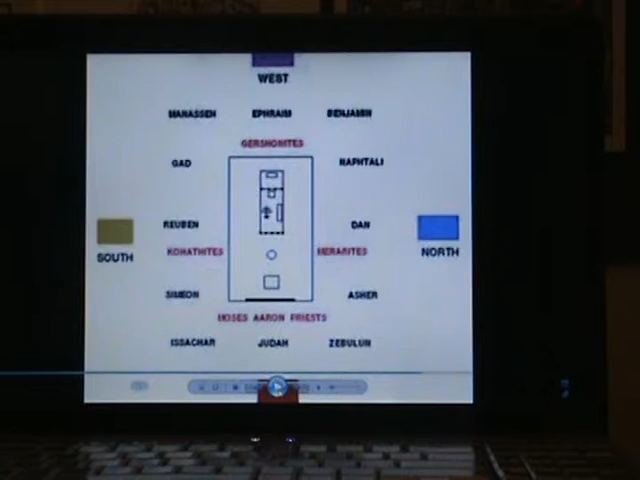 WEST
MANASSEH EPHRAIM BENJAMIN
GERSHONITES
GAD NAPHTALI
REUBEN DAN
KOHATHITES MERARITES
SOUTH NORTH
SIMEON ASHER
MOSES AARON PRIESTS
ISSACHAR JUDAH ZEBULUN